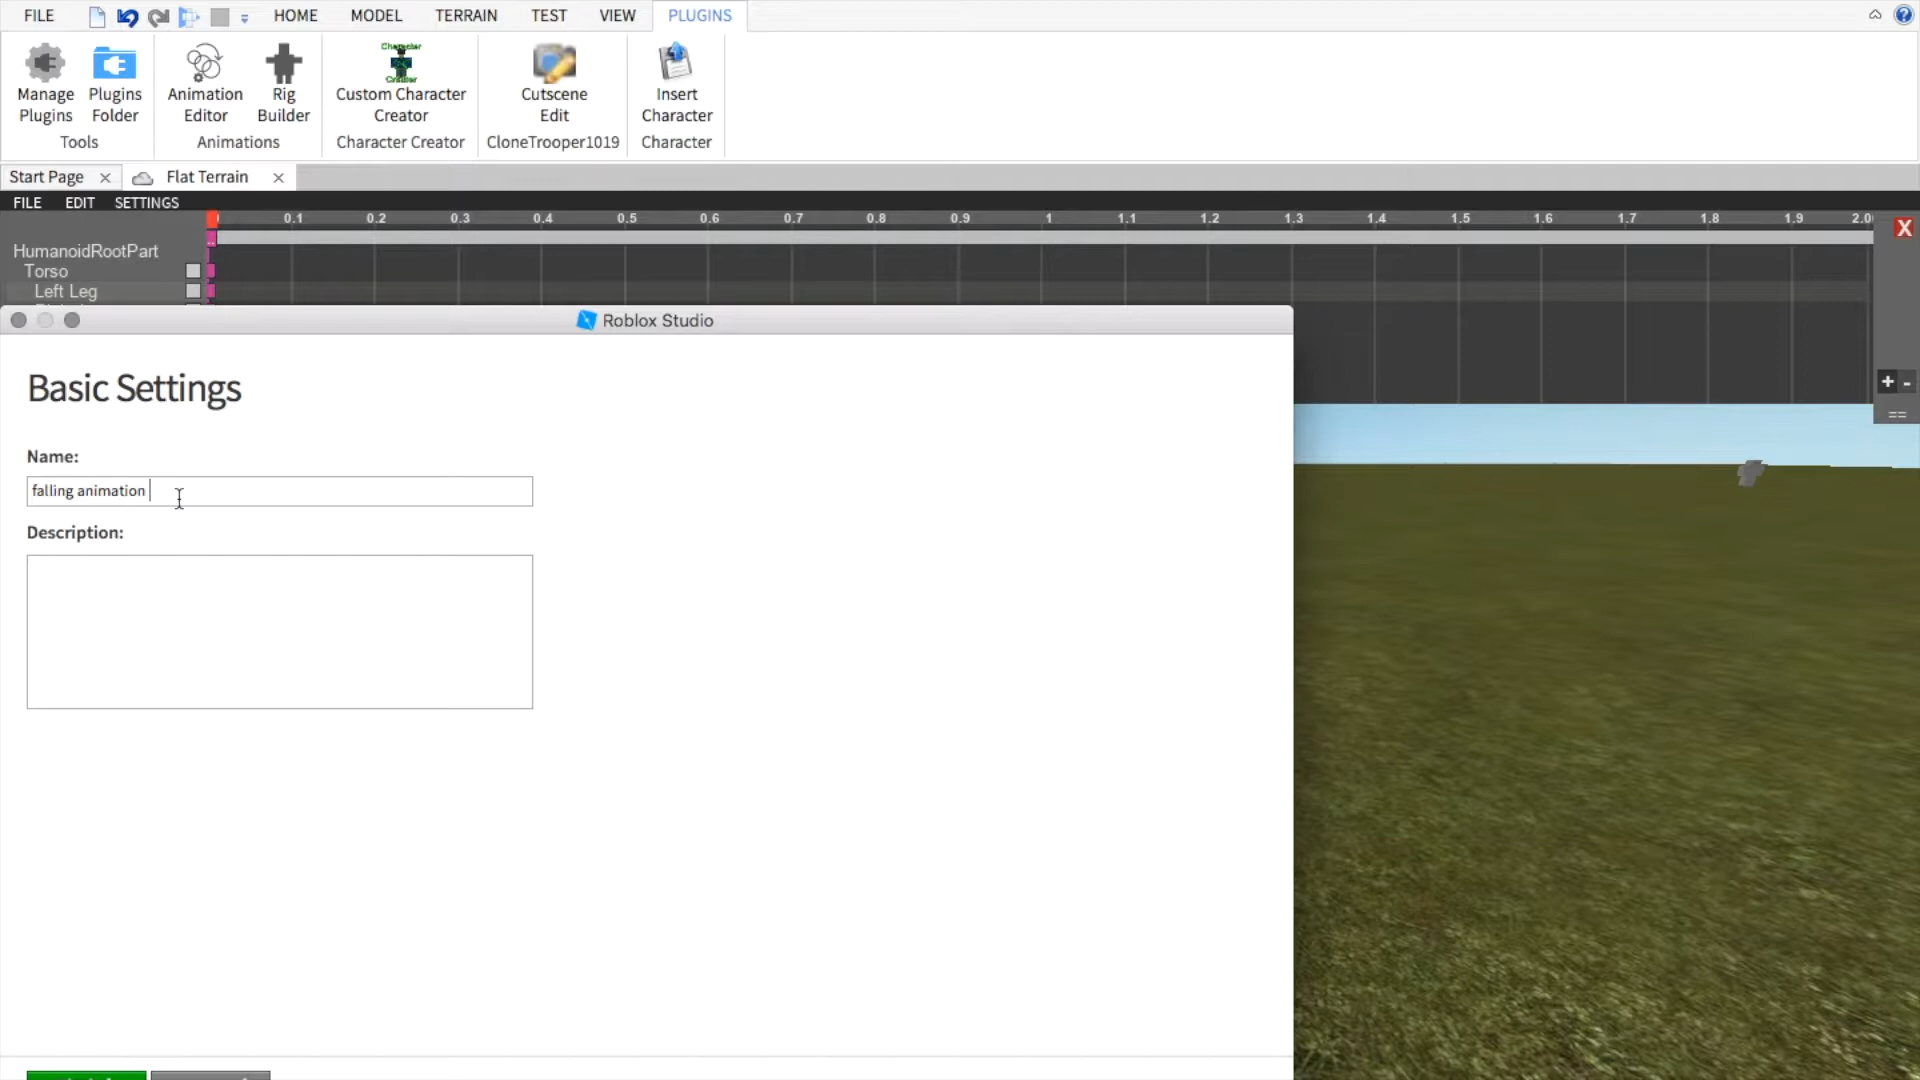 FILE HOME MODEL TERRAIN TEST VIEW PLUGINS
Manage Plugins Animation Rig Custom Character Cutscene Insert
Plugins Folder Editor Builder Creator Edit Character
Tools Animations Character Creator CloneTrooper1019 Character
Start Page Flat Terrain
FILE EDIT SETTINGS
0.1 0.2 0.3 0.4 0.5 0.6 0.7 0.8 0.9 1 1.1 1.2 1.3 1.4 1.5 1.6 1.7 1.8 1.9 2.0
X
HumanoidRootPart
Torso
Left Leg
Roblox Studio
Basic Settings
Name:
falling animation
Description: